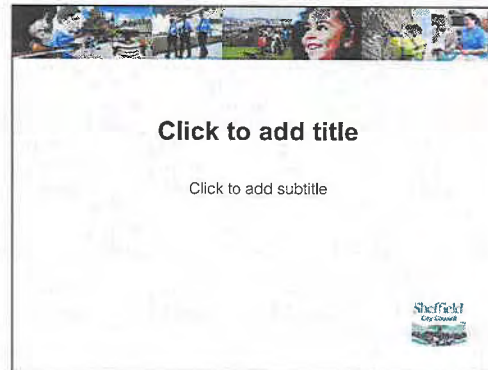 Click to add title
Click to add subtitle
Sheffield
City Council